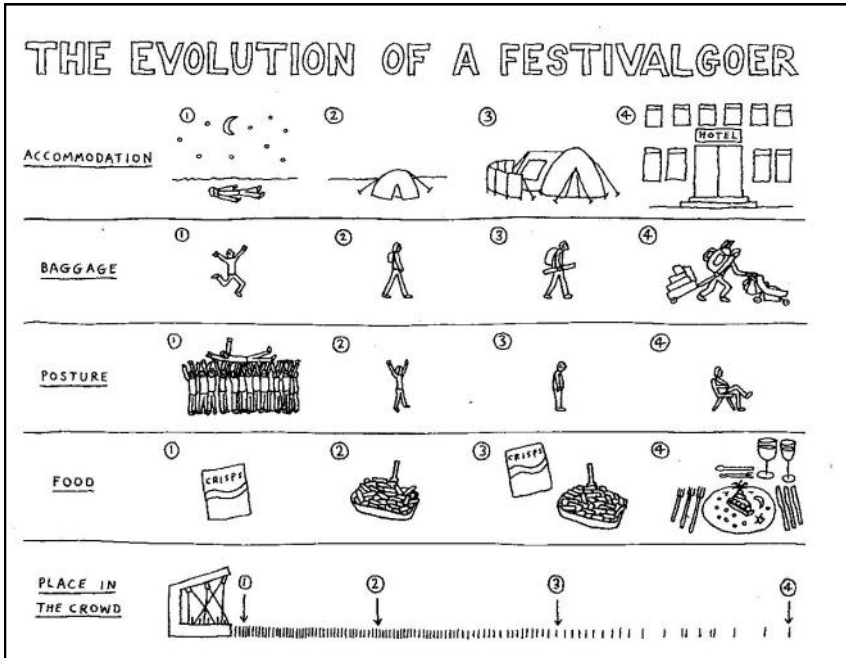 THE EVOLUTION OF A FESTIVALGOER
① ② ③ ④
HOTEL
ACCOMMODATION
① ② ③ ④
BAGGAGE
① ② ③ ④
POSTURE
① ② ③ ④
CRISPS CRISPS
FOOD
① ② ③ ④
PLACE IN
THE CROWD